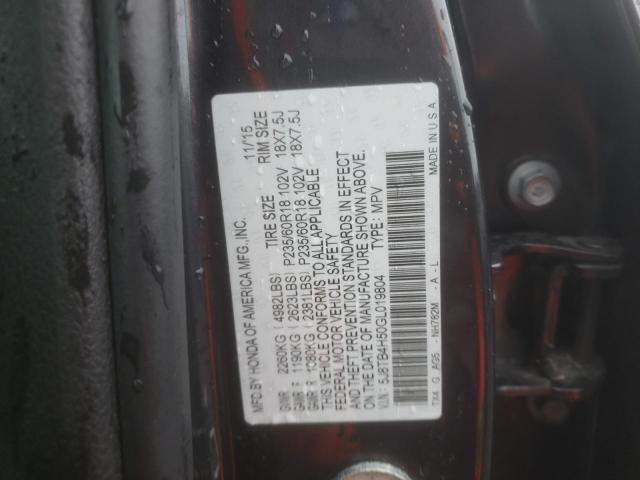 MFD.BY HONDA OF AMERICA MFG.,INC. 11/15
TIRE SIZE RIM SIZE
GVWR 2260KG ( 4982LBS)
GAWR F 1190KG ( 2623LBS) P235/60R18 102V 18X7.5J
GAWR R 1080KG ( 2381LBS) P235/60R18 102V 18X7.5J
THIS VEHICLE CONFORMS TO ALL APPLICABLE
FEDERAL MOTOR VEHICLE SAFETY
AND THEFT PREVENTION STANDARDS IN EFFECT
ON THE DATE OF MANUFACTURE SHOWN ABOVE.
V.I.N: 5J8TB4H50GL019804 TYPE: MPV
TX4 G AG5 NH782M - A - L MADE IN U S A